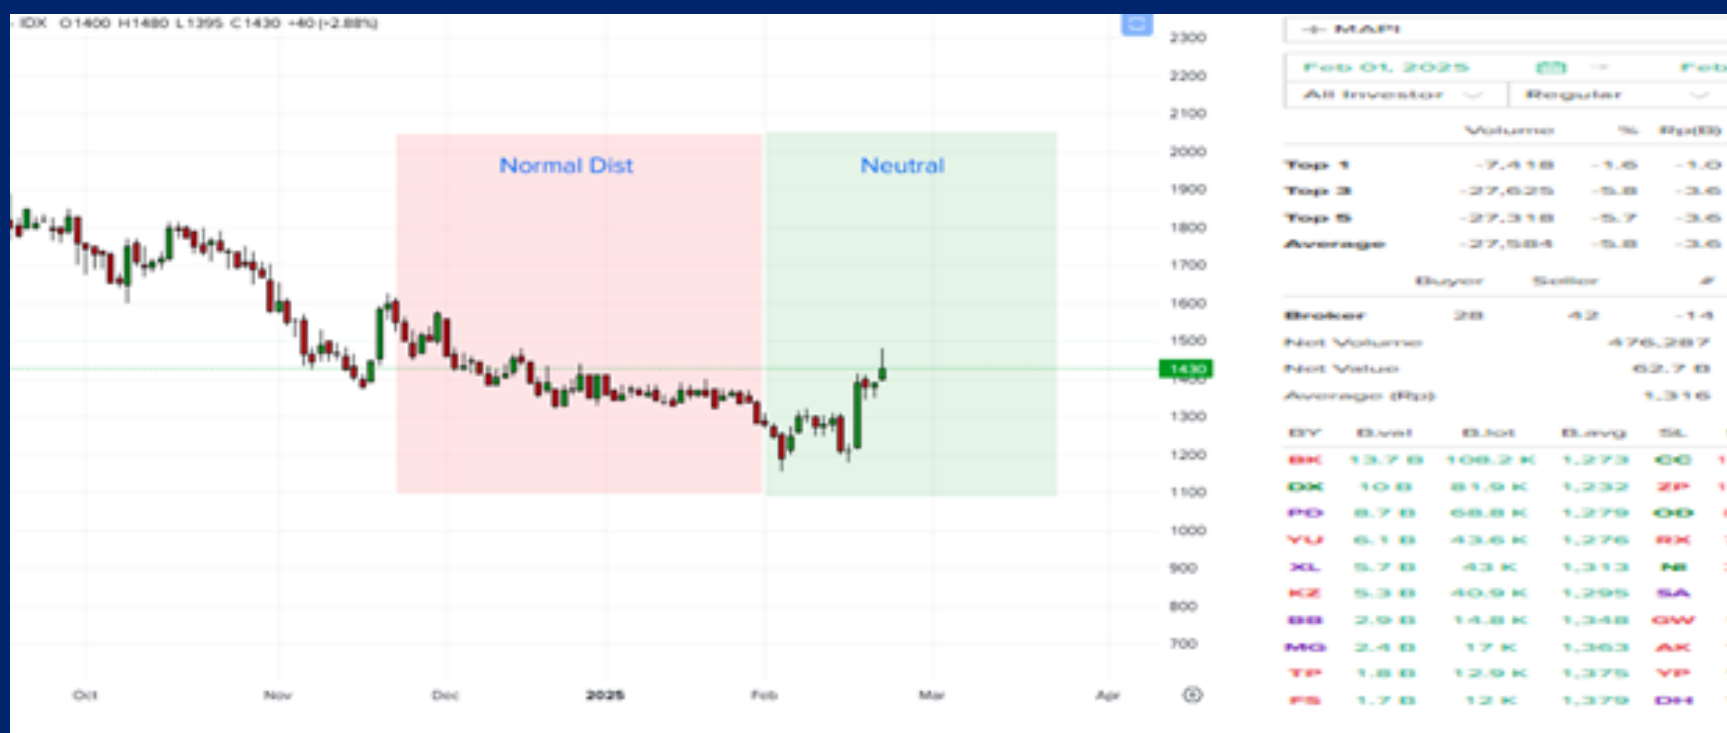 IDX O1400 H1480 L1395 C1430 +40 (+2.88%)
Normal Dist
Neutral
2300
2200
2100
2000
1900
1800
1700
1600
1500
1430
1400
1300
1200
1100
1000
900
800
700
Oct Nov Dec 2025 Feb Mar Apr
MAPI
Feb 01, 2025 → Feb
All Investor Regular
Volume % Rp(B)
Top 1 -7,418 -1.6 -1.0
Top 3 -27,625 -5.8 -3.6
Top 5 -27,318 -5.7 -3.6
Average -27,584 -5.8 -3.6
Buyer Seller #
Broker 28 42 -14
Net Volume 476,287
Net Value 62.7 B
Average (Rp) 1,316
BY B.val B.lot B.avg SL
BK 13.7 B 108.2 K 1,273 CC
DX 10 B 81.9 K 1,232 ZP
PD 8.7 B 68.8 K 1,279 OD
YU 6.1 B 43.6 K 1,276 RX
XL 5.7 B 43 K 1,313 NI
KZ 5.3 B 40.9 K 1,295 SA
BB 2.9 B 14.8 K 1,348 GW
MG 2.4 B 17 K 1,363 AK
TP 1.8 B 12.9 K 1,375 YP
FS 1.7 B 12 K 1,379 DH